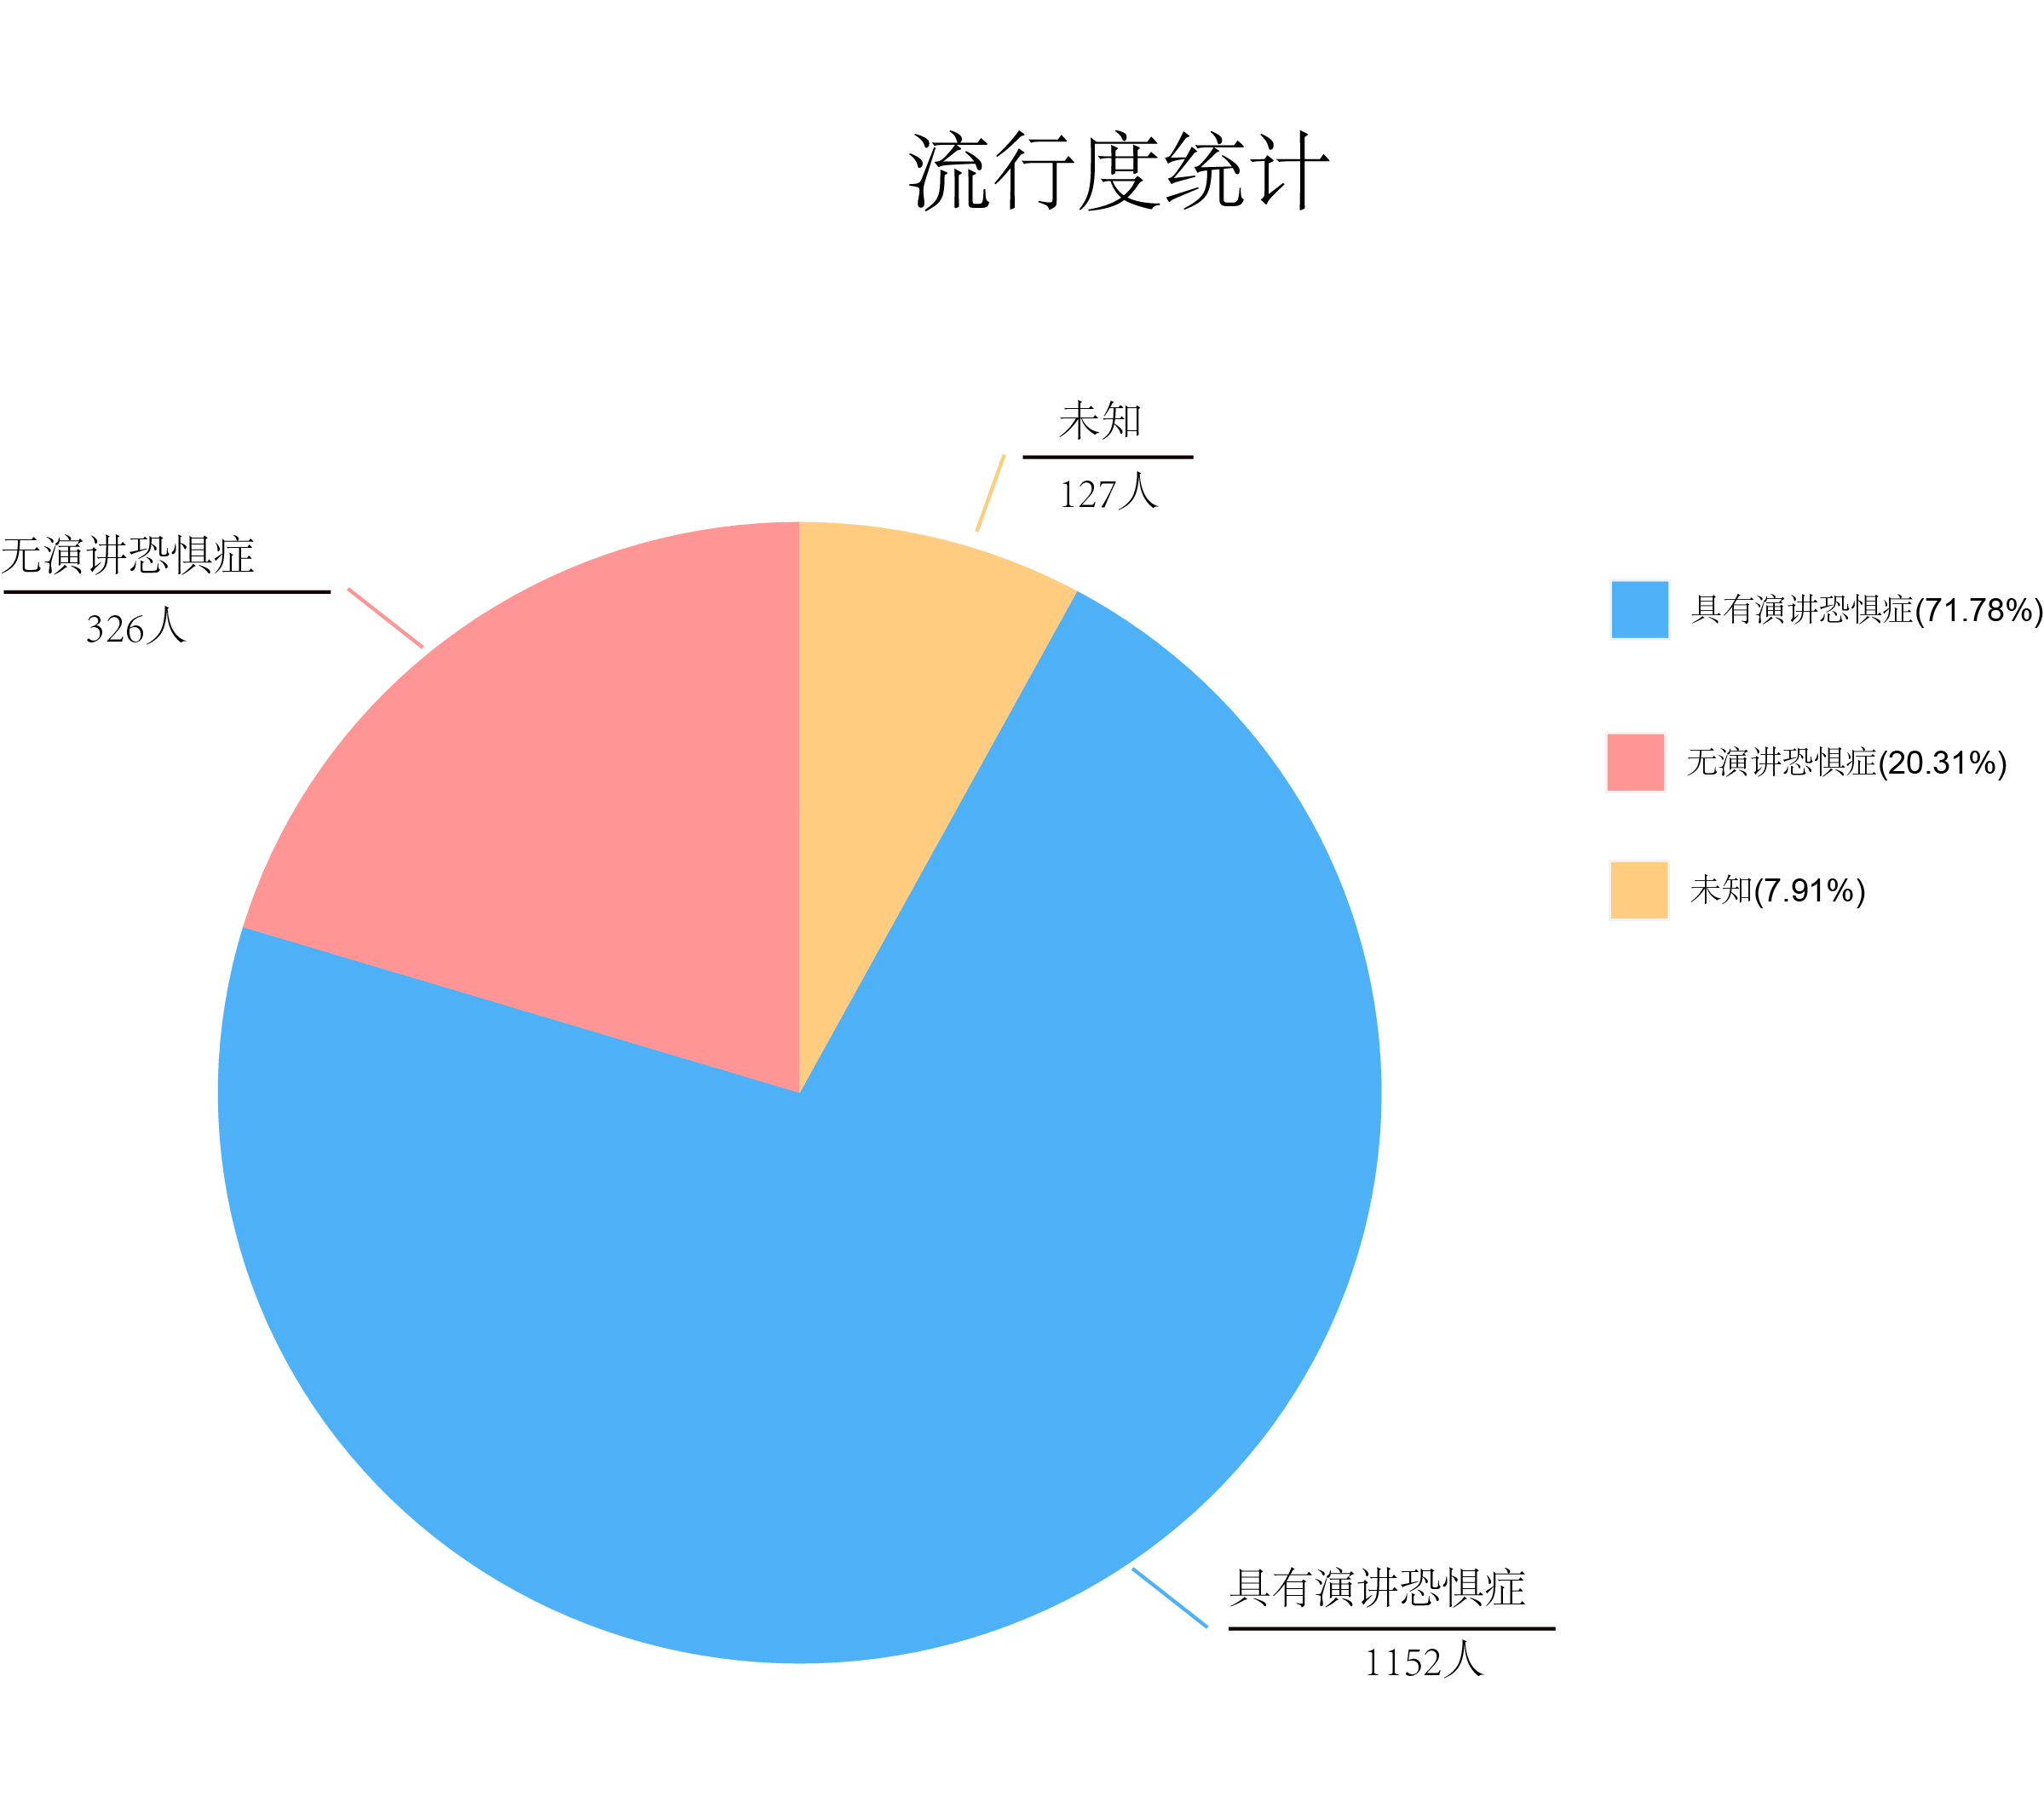 流行度统计
未知
127人
无演讲恐惧症
326人
具有演讲恐惧症(71.78%)
无演讲恐惧症(20.31%)
未知(7.91%)
具有演讲恐惧症
1152人